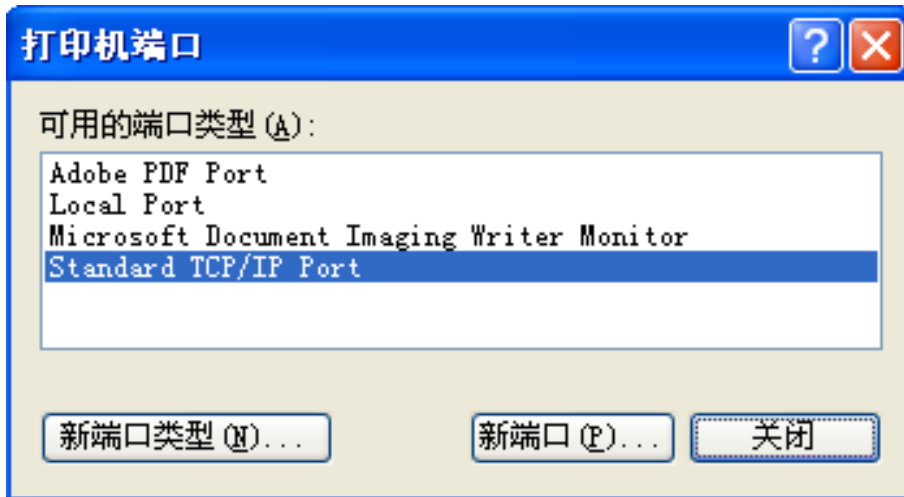 打印机端口
可用的端口类型(A):
Adobe PDF Port
Local Port
Microsoft Document Imaging Writer Monitor
Standard TCP/IP Port
新端口类型(N)... 新端口(P)... 关闭